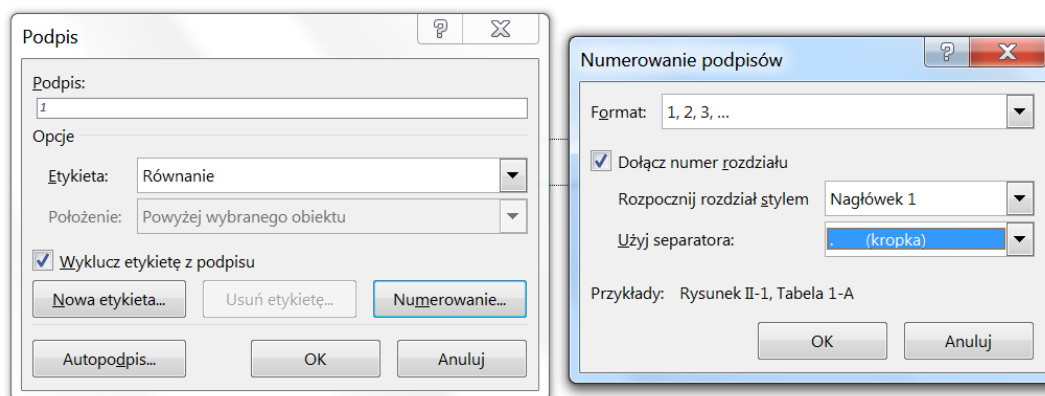 Podpis
Podpis:
1
Opcje
Etykieta: Równanie
Położenie: Powyżej wybranego obiektu
Wyklucz etykietę z podpisu
Nowa etykieta... Usuń etykietę... Numerowanie...
Autopodpis... OK Anuluj
Numerowanie podpisów
Format: 1, 2, 3, ...
Dołącz numer rozdziału
Rozpocznij rozdział stylem Nagłówek 1
Użyj separatora: . (kropka)
Przykłady: Rysunek II-1, Tabela 1-A
OK Anuluj